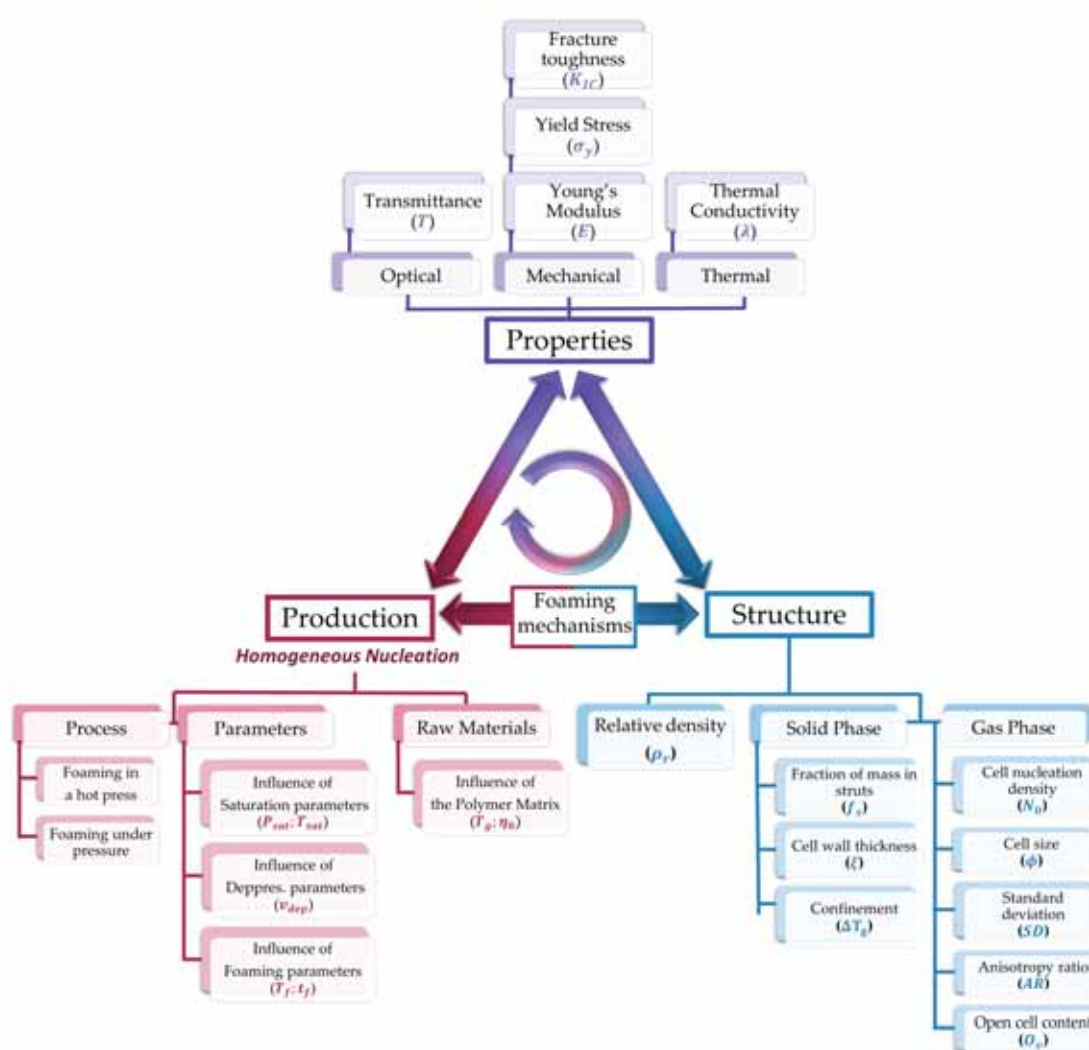 Fracture
toughness
(K_IC)
Yield Stress
(σ_y)
Transmittance
(T)
Young's
Modulus
(E)
Thermal
Conductivity
(λ)
Optical
Mechanical
Thermal
Properties
Production
Foaming
mechanisms
Structure
Homogeneous Nucleation
Process
Foaming in
a hot press
Foaming under
pressure
Parameters
Influence of
Saturation parameters
(P_sat; T_sat)
Influence of
Deppres. parameters
(v_dep)
Influence of
Foaming parameters
(T_f; t_f)
Raw Materials
Influence of
the Polymer Matrix
(T_g; η_0)
Relative density
(ρ_r)
Solid Phase
Fraction of mass in
struts
(f_s)
Cell wall thickness
(ξ)
Confinement
(ΔT_g)
Gas Phase
Cell nucleation
density
(N_0)
Cell size
(ϕ)
Standard
deviation
(SD)
Anisotropy ratio
(AR)
Open cell content
(O_v)